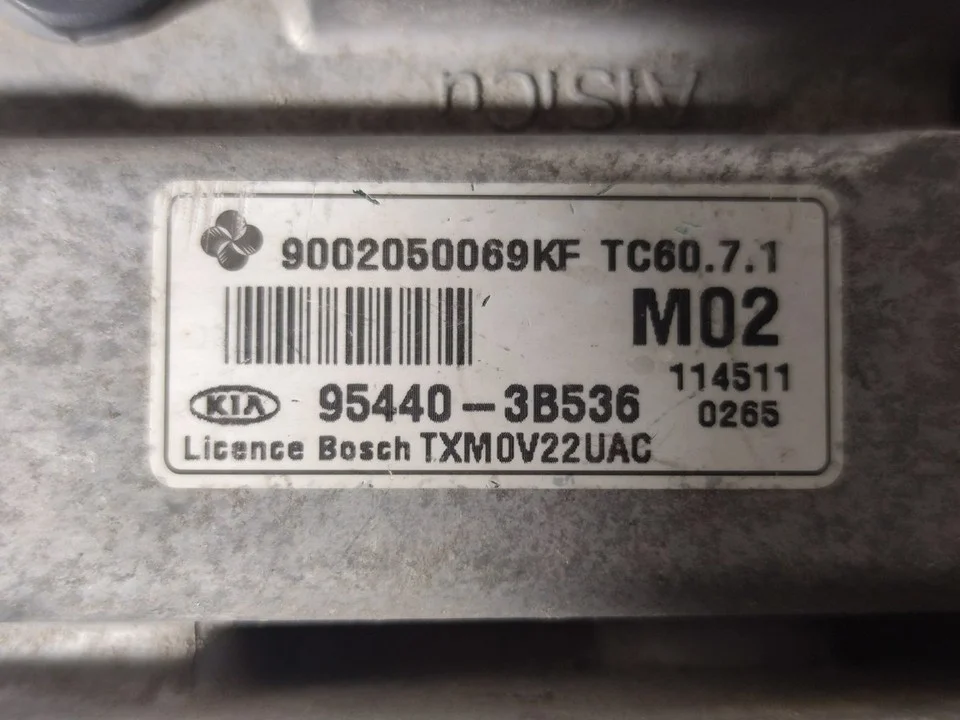 9002050069KF TC60.7.1
M02
114511
KIA 95440-3B536 0265
Licence Bosch TXM0V22UAC